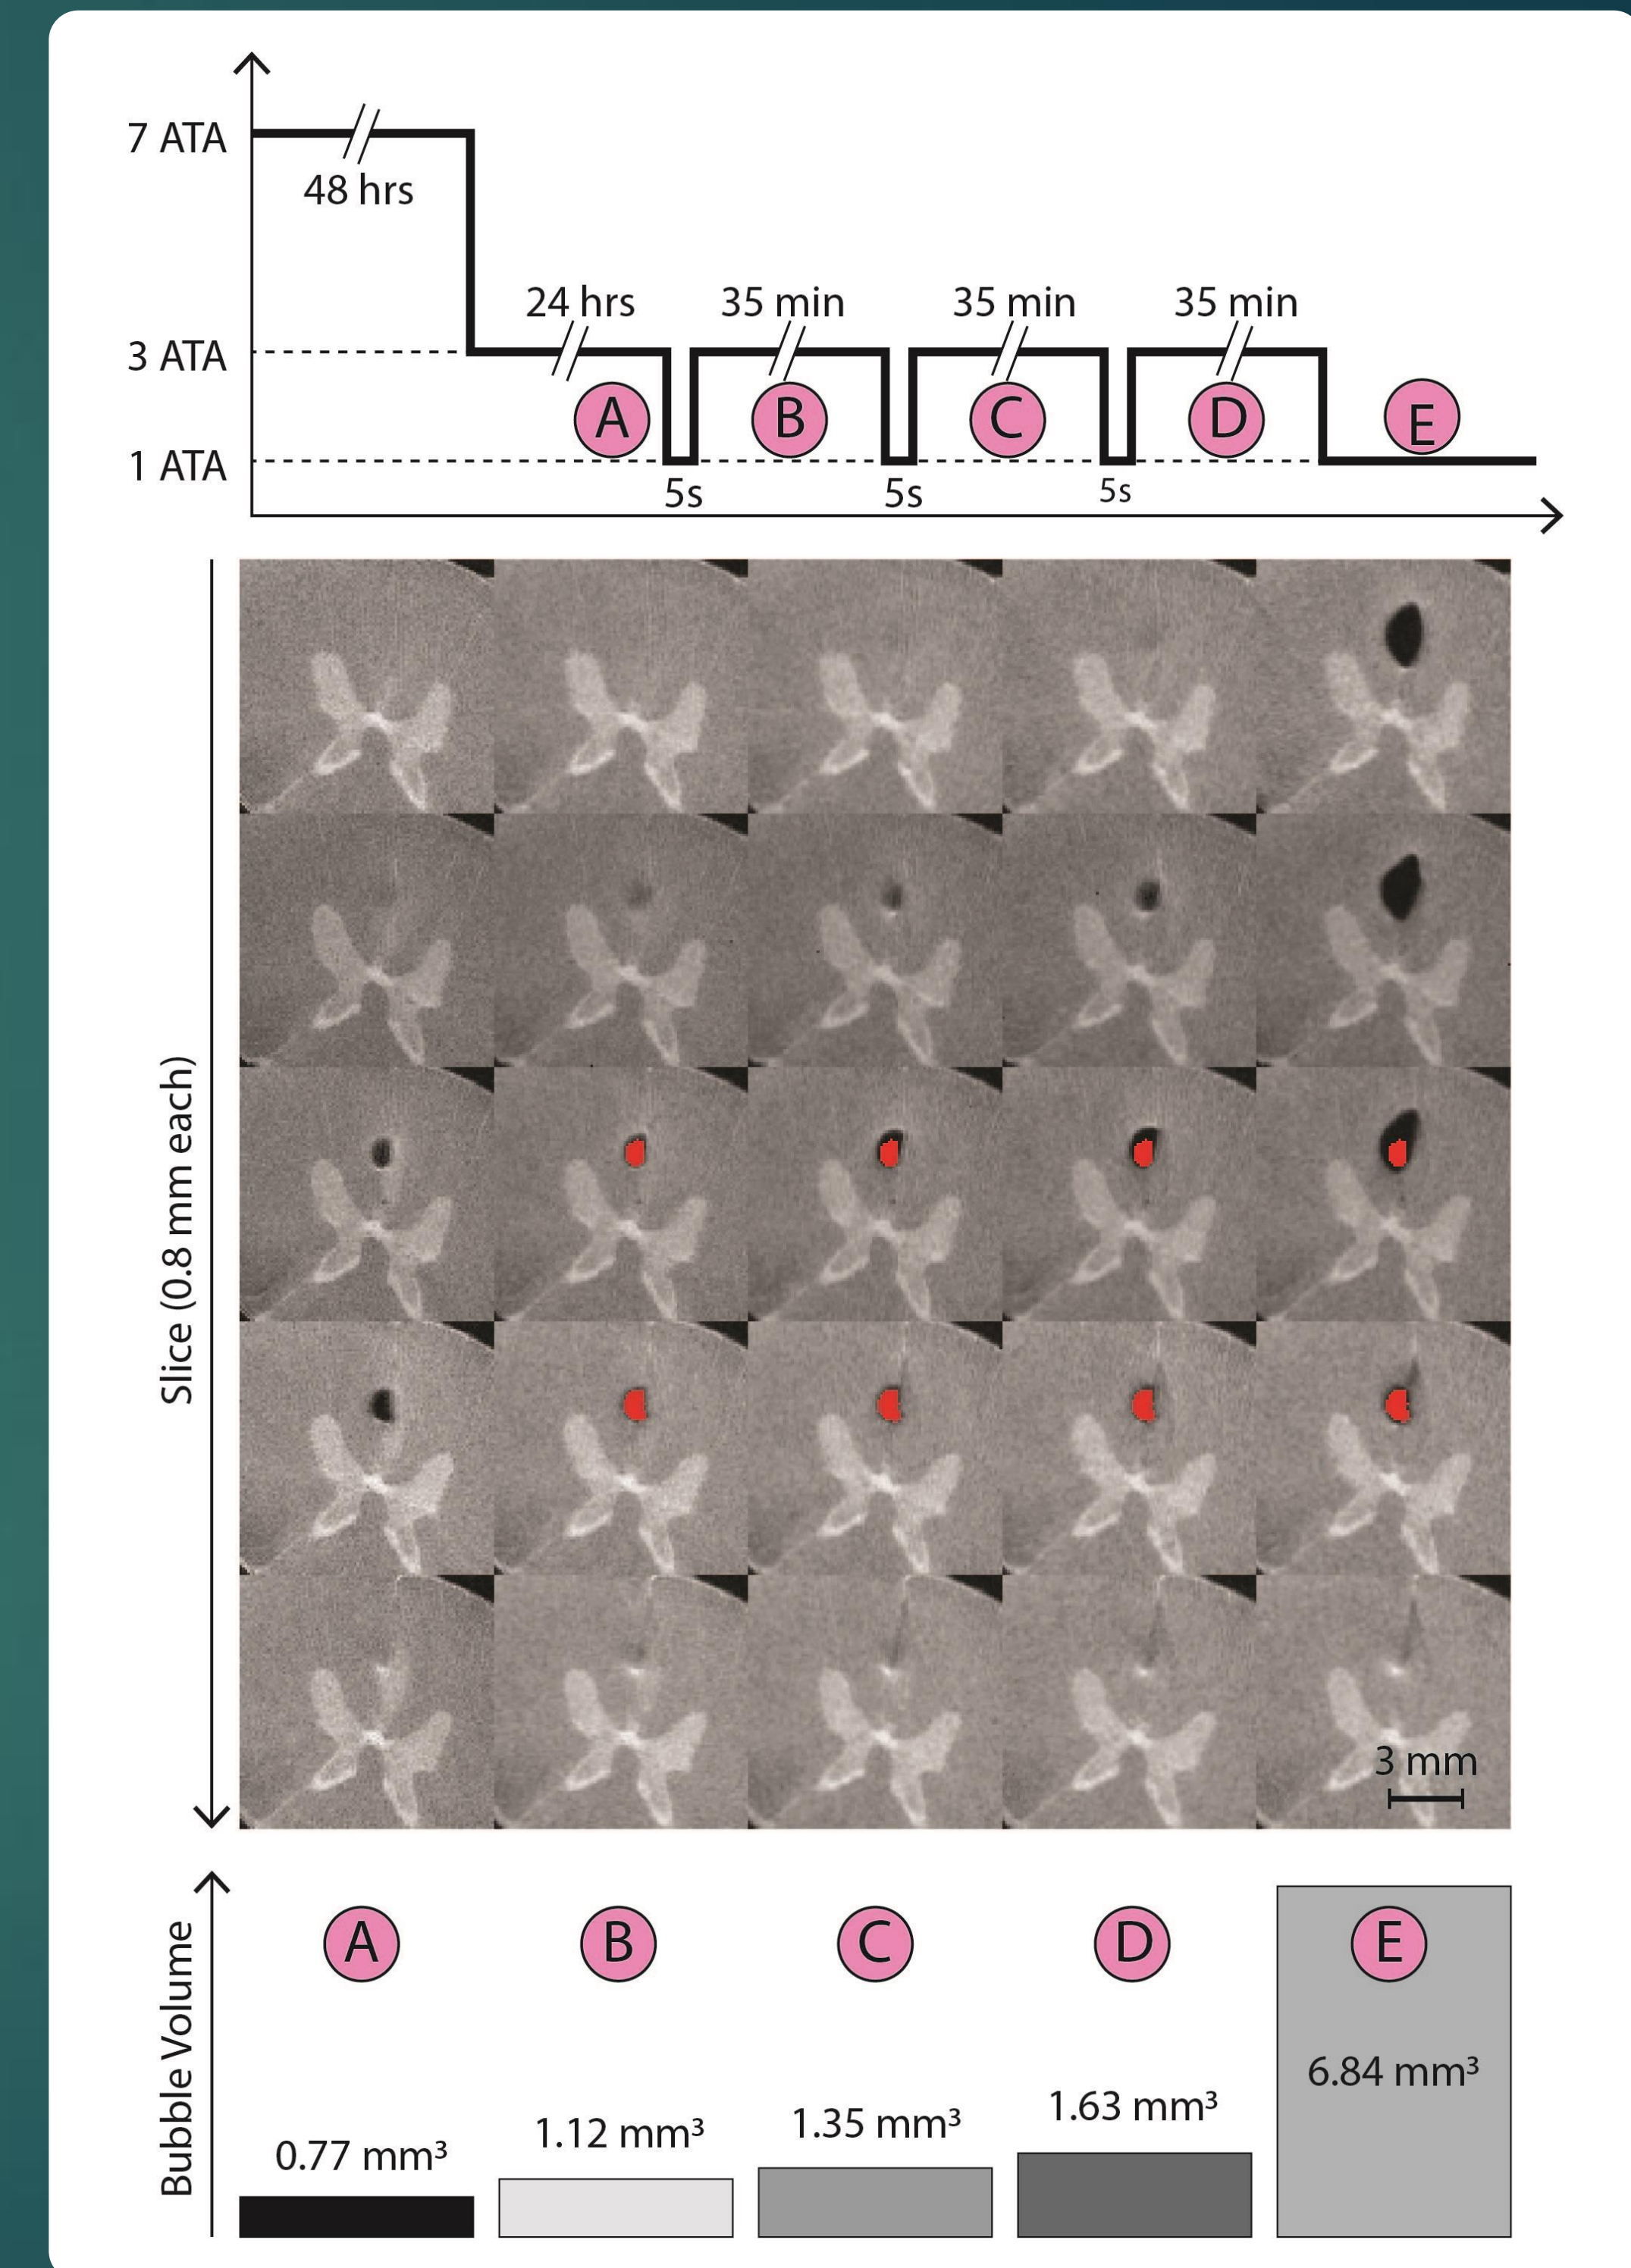 7 ATA
48 hrs
24 hrs
35 min
35 min
35 min
3 ATA
A
B
C
D
E
1 ATA
5s
5s
5s
Slice (0.8 mm each)
3 mm
Bubble Volume
A
B
C
D
E
0.77 mm³
1.12 mm³
1.35 mm³
1.63 mm³
6.84 mm³